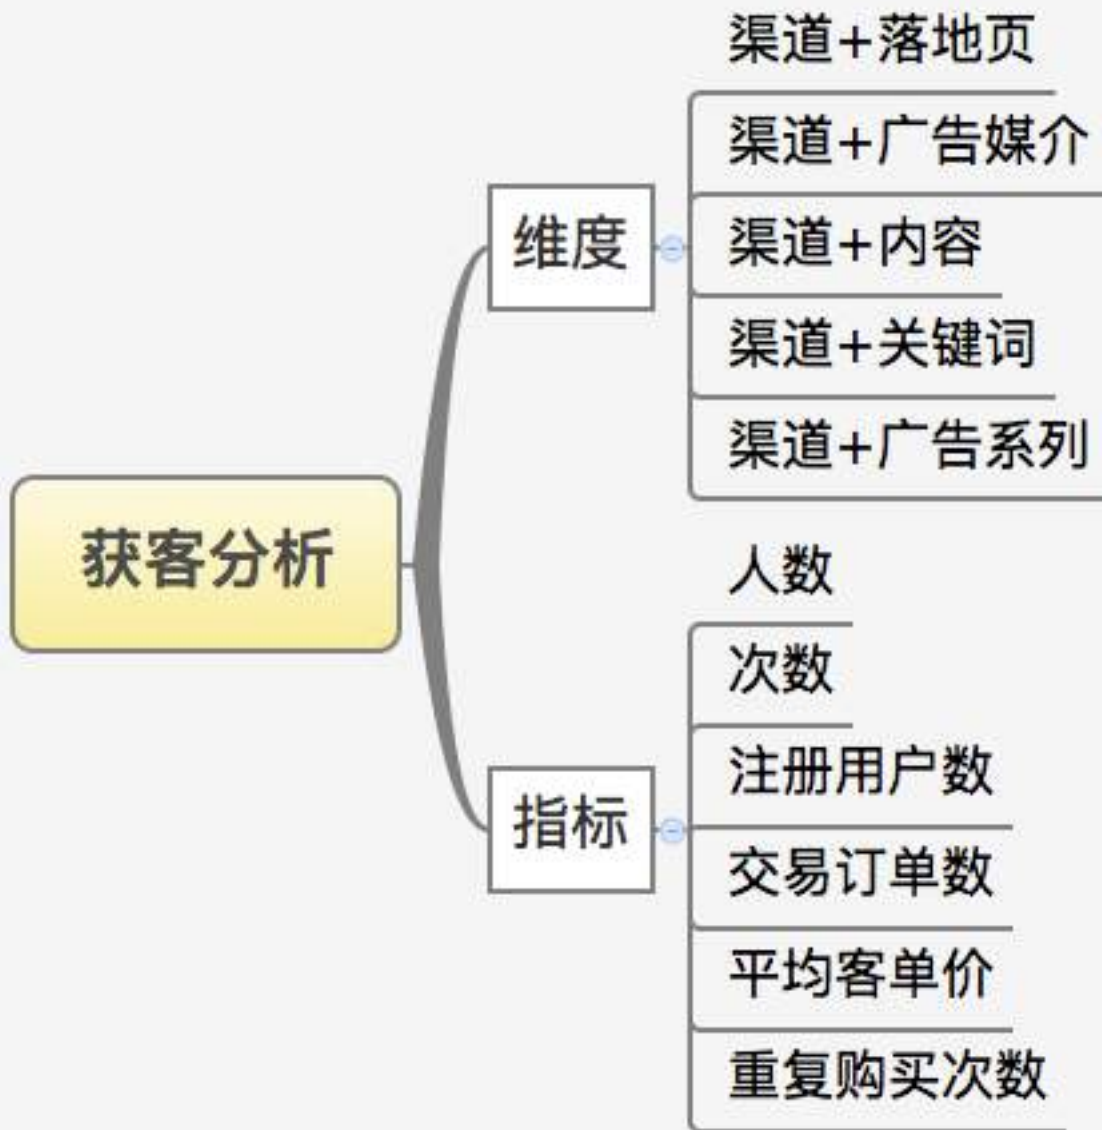 获客分析
维度
渠道+落地页
渠道+广告媒介
渠道+内容
渠道+关键词
渠道+广告系列
指标
人数
次数
注册用户数
交易订单数
平均客单价
重复购买次数